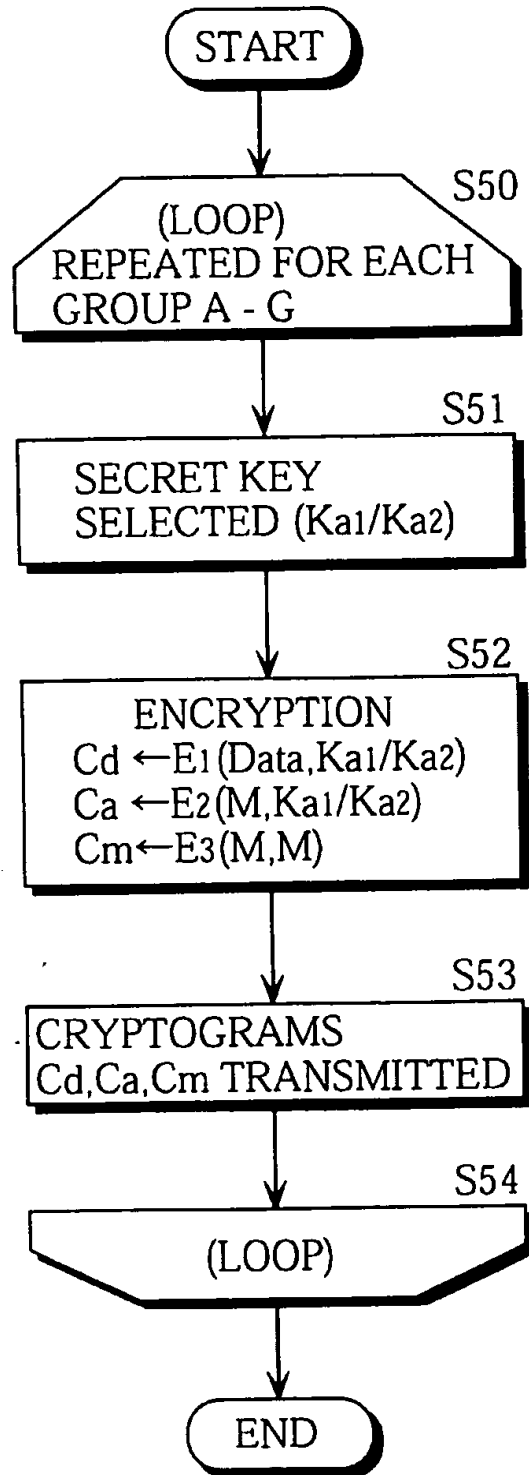 START
S50
(LOOP)
REPEATED FOR EACH
GROUP A - G
S51
SECRET KEY
SELECTED (Ka1/Ka2)
S52
ENCRYPTION
Cd ←E1(Data,Ka1/Ka2)
Ca ←E2(M,Ka1/Ka2)
Cm←E3(M,M)
S53
CRYPTOGRAMS
Cd,Ca,Cm TRANSMITTED
S54
(LOOP)
END